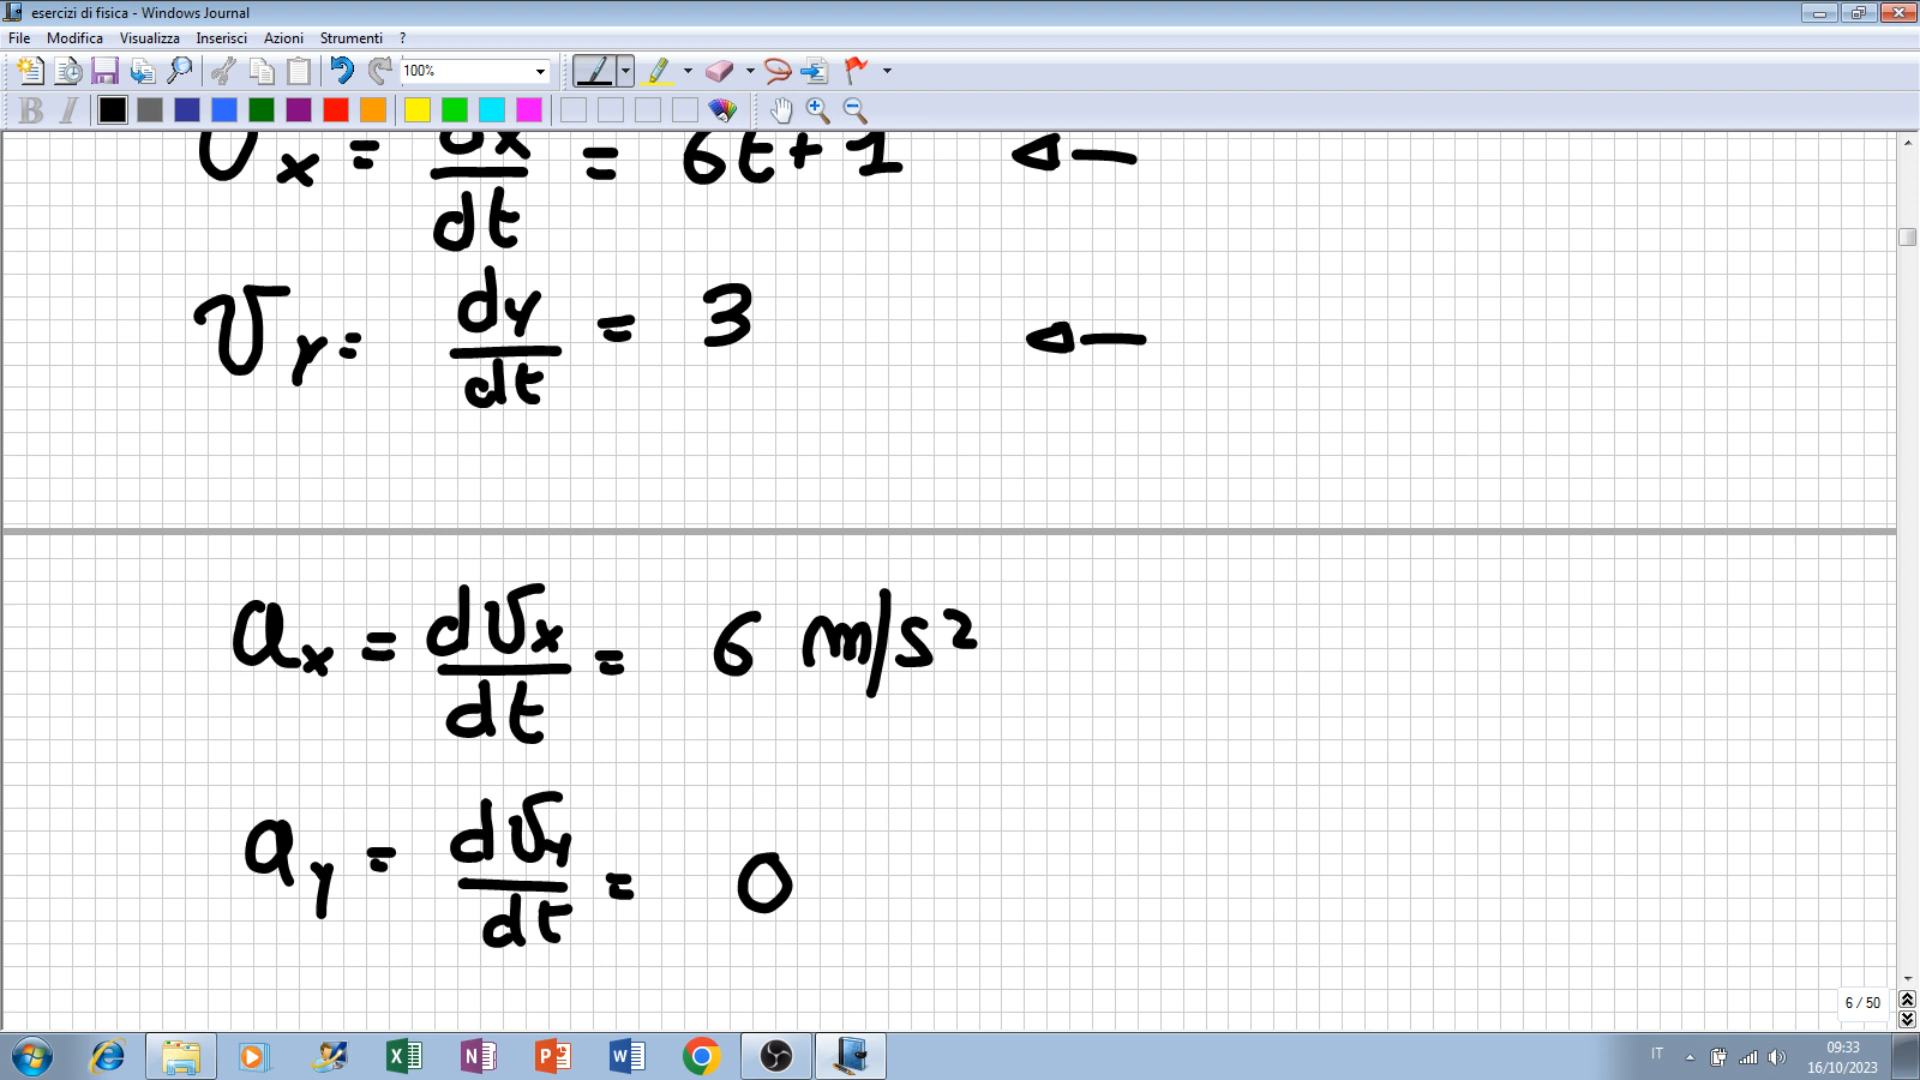 esercizi di fisica - Windows Journal
File Modifica Visualizza Inserisci Azioni Strumenti ?
100%
B I
Vx = dx/dt = 6t + 1
Vy = dy/dt = 3
ax = dVx/dt = 6 m/s²
ay = dVy/dt = 0
6 / 50
IT
09:33
16/10/2023